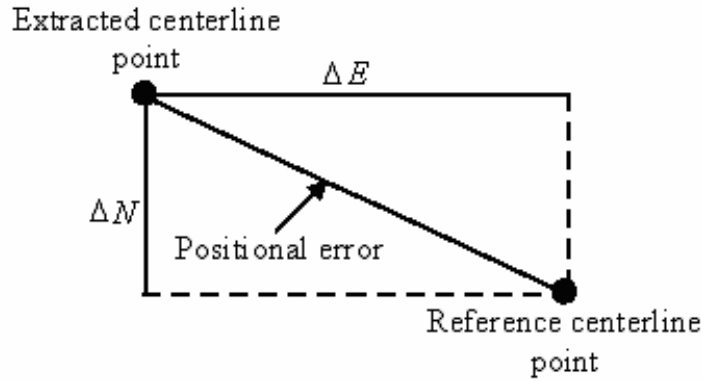 Extracted centerline
point
ΔE
ΔN
Positional error
Reference centerline
point